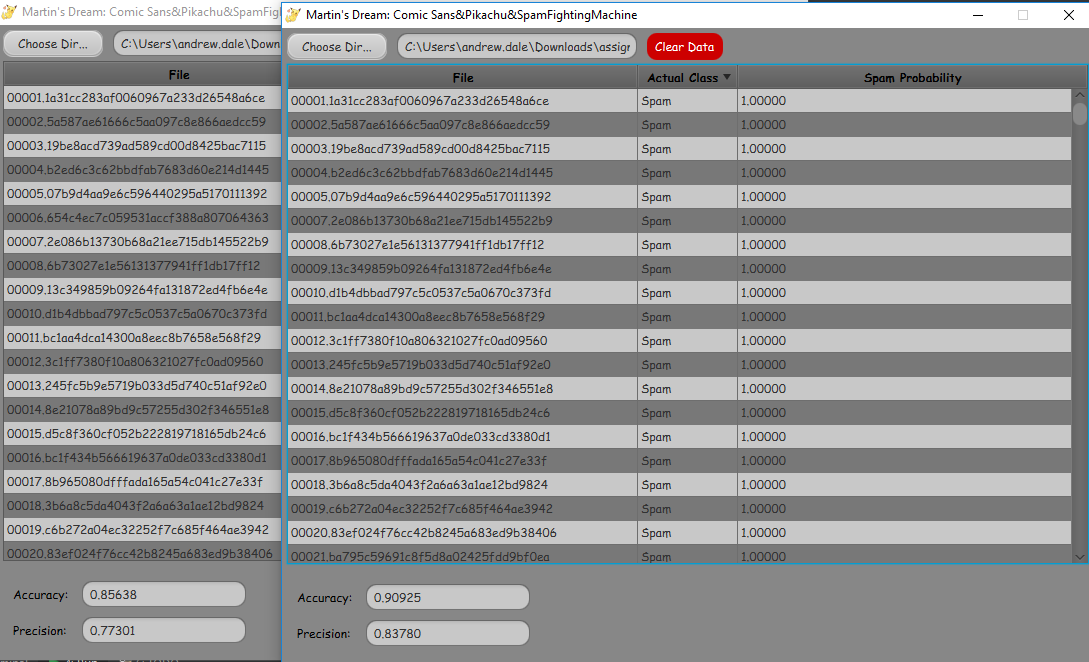 Martin's Dream: Comic Sans&Pikachu&SpamFigh
Choose Dir...
C:\Users\andrew.dale\Down
File
00001.1a31cc283af0060967a233d26548a6ce
00002.5a587ae61666c5aa097c8e866aedcc59
00003.19be8acd739ad589cd00d8425bac7115
00004.b2ed6c3c62bbdfab7683d60e214d1445
00005.07b9d4aa9e6c596440295a5170111392
00006.654c4ec7c059531accf388a807064363
00007.2e086b13730b68a21ee715db145522b9
00008.6b73027e1e56131377941ff1db17ff12
00009.13c349859b09264fa131872ed4fb6e4e
00010.d1b4dbbad797c5c0537c5a0670c373fd
00011.bc1aa4dca14300a8eec8b7658e568f29
00012.3c1ff7380f10a806321027fc0ad09560
00013.245fc5b9e5719b033d5d740c51af92e0
00014.8e21078a89bd9c57255d302f346551e8
00015.d5c8f360cf052b222819718165db24c6
00016.bc1f434b566619637a0de033cd3380d1
00017.8b965080dfffada165a54c041c27e33f
00018.3b6a8c5da4043f2a6a63a1ae12bd9824
00019.c6b272a04ec32252f7c685f464ae3942
00020.83ef024f76cc42b8245a683ed9b38406
Accuracy: 0.85638
Precision: 0.77301
Martin's Dream: Comic Sans&Pikachu&SpamFightingMachine
Choose Dir...
C:\Users\andrew.dale\Downloads\assigr
Clear Data
File Actual Class Spam Probability
00001.1a31cc283af0060967a233d26548a6ce Spam 1.00000
00002.5a587ae61666c5aa097c8e866aedcc59 Spam 1.00000
00003.19be8acd739ad589cd00d8425bac7115 Spam 1.00000
00004.b2ed6c3c62bbdfab7683d60e214d1445 Spam 1.00000
00005.07b9d4aa9e6c596440295a5170111392 Spam 1.00000
00007.2e086b13730b68a21ee715db145522b9 Spam 1.00000
00008.6b73027e1e56131377941ff1db17ff12 Spam 1.00000
00009.13c349859b09264fa131872ed4fb6e4e Spam 1.00000
00010.d1b4dbbad797c5c0537c5a0670c373fd Spam 1.00000
00011.bc1aa4dca14300a8eec8b7658e568f29 Spam 1.00000
00012.3c1ff7380f10a806321027fc0ad09560 Spam 1.00000
00013.245fc5b9e5719b033d5d740c51af92e0 Spam 1.00000
00014.8e21078a89bd9c57255d302f346551e8 Spam 1.00000
00015.d5c8f360cf052b222819718165db24c6 Spam 1.00000
00016.bc1f434b566619637a0de033cd3380d1 Spam 1.00000
00017.8b965080dfffada165a54c041c27e33f Spam 1.00000
00018.3b6a8c5da4043f2a6a63a1ae12bd9824 Spam 1.00000
00019.c6b272a04ec32252f7c685f464ae3942 Spam 1.00000
00020.83ef024f76cc42b8245a683ed9b38406 Spam 1.00000
00021.ba795c59691c8f5d8a02425fdd9bf0ea Spam 1.00000
Accuracy: 0.90925
Precision: 0.83780